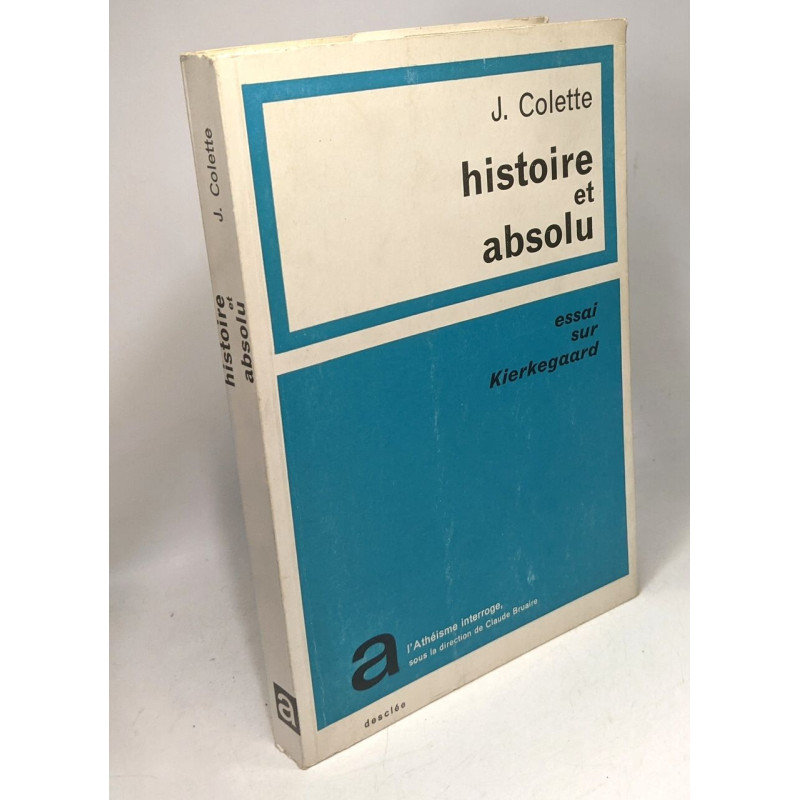 J. Colette
histoire
et
absolu
essai
sur
Kierkegaard
a
l'Athéisme interroge,
sous la direction de Claude Bruaire
desclée
J. Colette
histoire
et
absolu
a